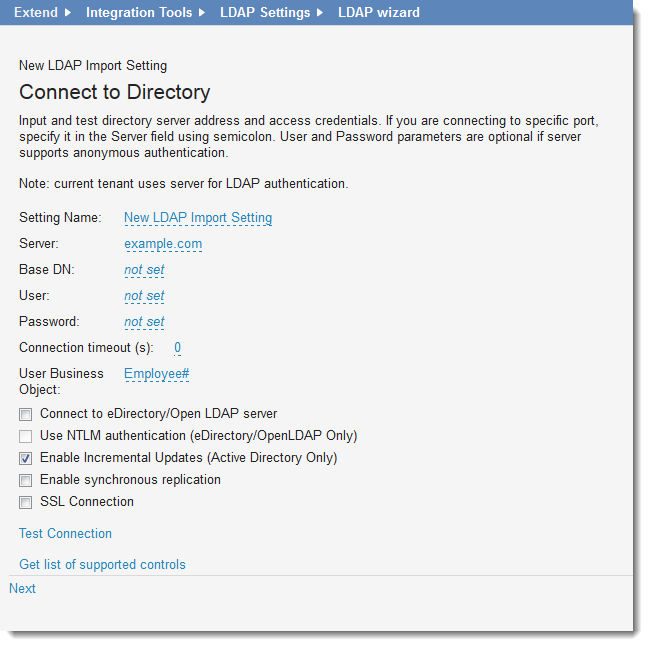 Extend Integration Tools LDAP Settings LDAP wizard
New LDAP Import Setting
Connect to Directory
Input and test directory server address and access credentials. If you are connecting to specific port,
specify it in the Server field using semicolon. User and Password parameters are optional if server
supports anonymous authentication.
Note: current tenant uses server for LDAP authentication.
Setting Name: New LDAP Import Setting
Server: example.com
Base DN: not set
User: not set
Password: not set
Connection timeout (s): 0
User Business Employee#
Object:
Connect to eDirectory/Open LDAP server
Use NTLM authentication (eDirectory/OpenLDAP Only)
Enable Incremental Updates (Active Directory Only)
Enable synchronous replication
SSL Connection
Test Connection
Get list of supported controls
Next